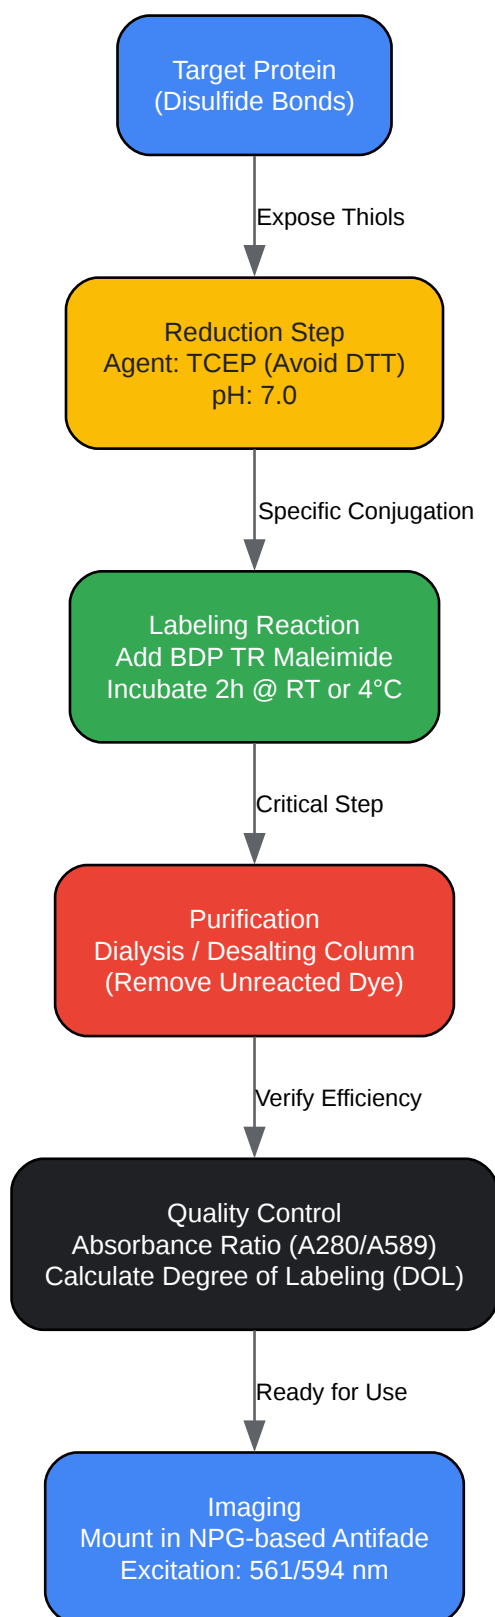 Target Protein
(Disulfide Bonds)
Expose Thiols
Reduction Step
Agent: TCEP (Avoid DTT)
pH: 7.0
Specific Conjugation
Labeling Reaction
Add BDP TR Maleimide
Incubate 2h @ RT or 4°C
Critical Step
Purification
Dialysis / Desalting Column
(Remove Unreacted Dye)
Verify Efficiency
Quality Control
Absorbance Ratio (A280/A589)
Calculate Degree of Labeling (DOL)
Ready for Use
Imaging
Mount in NPG-based Antifade
Excitation: 561/594 nm